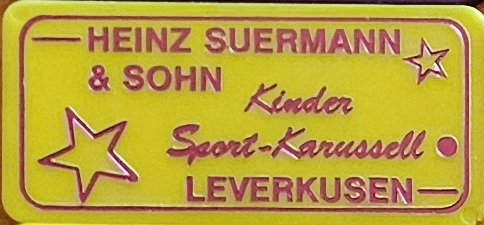 HEINZ SUERMANN
& SOHN
Kinder
Sport-Karussell
LEVERKUSEN